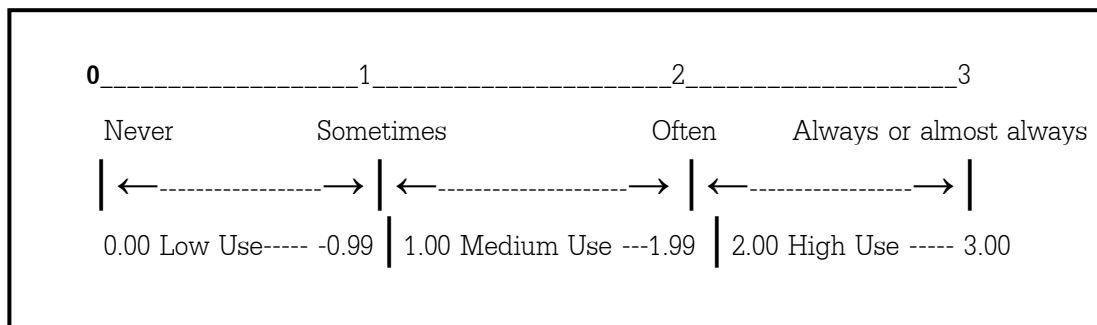 0___________________1______________________2____________________3
Never Sometimes Often Always or almost always
0.00 Low Use----- -0.99 1.00 Medium Use ---1.99 2.00 High Use ----- 3.00